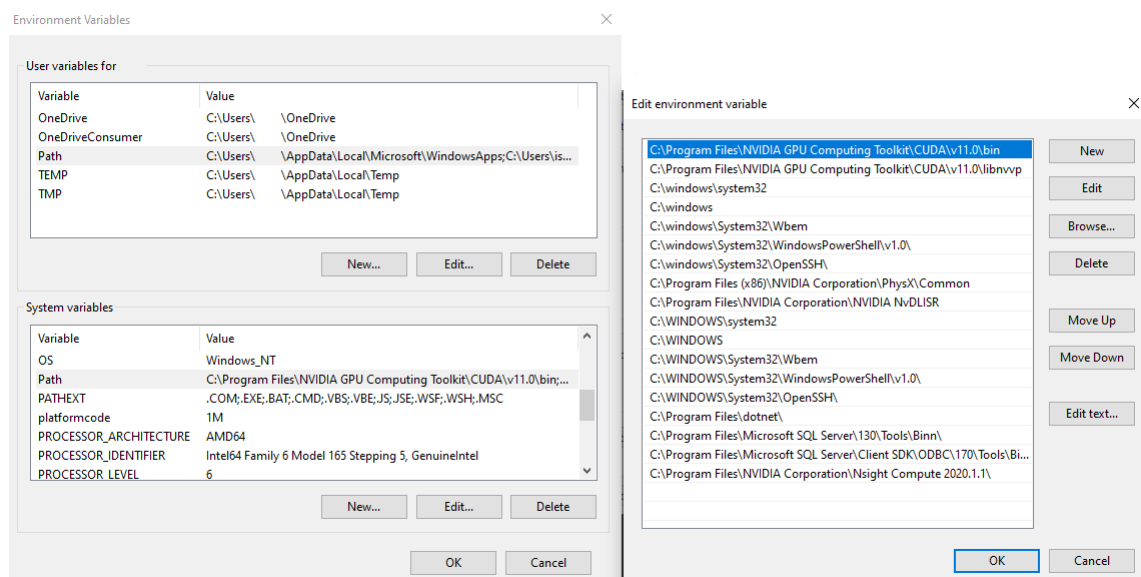 Environment Variables
User variables for
Variable Value
OneDrive C:\Users\ \OneDrive
OneDriveConsumer C:\Users\ \OneDrive
Path C:\Users\ \AppData\Local\Microsoft\WindowsApps;C:\Users\is...
TEMP C:\Users\ \AppData\Local\Temp
TMP C:\Users\ \AppData\Local\Temp
New... Edit... Delete
System variables
Variable Value
OS Windows_NT
Path C:\Program Files\NVIDIA GPU Computing Toolkit\CUDA\v11.0\bin;...
PATHEXT .COM;.EXE;.BAT;.CMD;.VBS;.VBE;.JS;.JSE;.WSF;.WSH;.MSC
platformcode 1M
PROCESSOR_ARCHITECTURE AMD64
PROCESSOR_IDENTIFIER Intel64 Family 6 Model 165 Stepping 5, GenuineIntel
PROCESSOR_LEVEL 6
New... Edit... Delete
OK Cancel
Edit environment variable
C:\Program Files\NVIDIA GPU Computing Toolkit\CUDA\v11.0\bin
C:\Program Files\NVIDIA GPU Computing Toolkit\CUDA\v11.0\libnvvp
C:\windows\system32
C:\windows
C:\windows\System32\Wbem
C:\windows\System32\WindowsPowerShell\v1.0\
C:\windows\System32\OpenSSH\
C:\Program Files (x86)\NVIDIA Corporation\PhysX\Common
C:\Program Files\NVIDIA Corporation\NVIDIA NvDLISR
C:\WINDOWS\system32
C:\WINDOWS
C:\WINDOWS\System32\Wbem
C:\WINDOWS\System32\WindowsPowerShell\v1.0\
C:\WINDOWS\System32\OpenSSH\
C:\Program Files\dotnet\
C:\Program Files\Microsoft SQL Server\130\Tools\Binn\
C:\Program Files\Microsoft SQL Server\Client SDK\ODBC\170\Tools\Bi...
C:\Program Files\NVIDIA Corporation\Nsight Compute 2020.1.1\
New
Edit
Browse...
Delete
Move Up
Move Down
Edit text...
OK Cancel